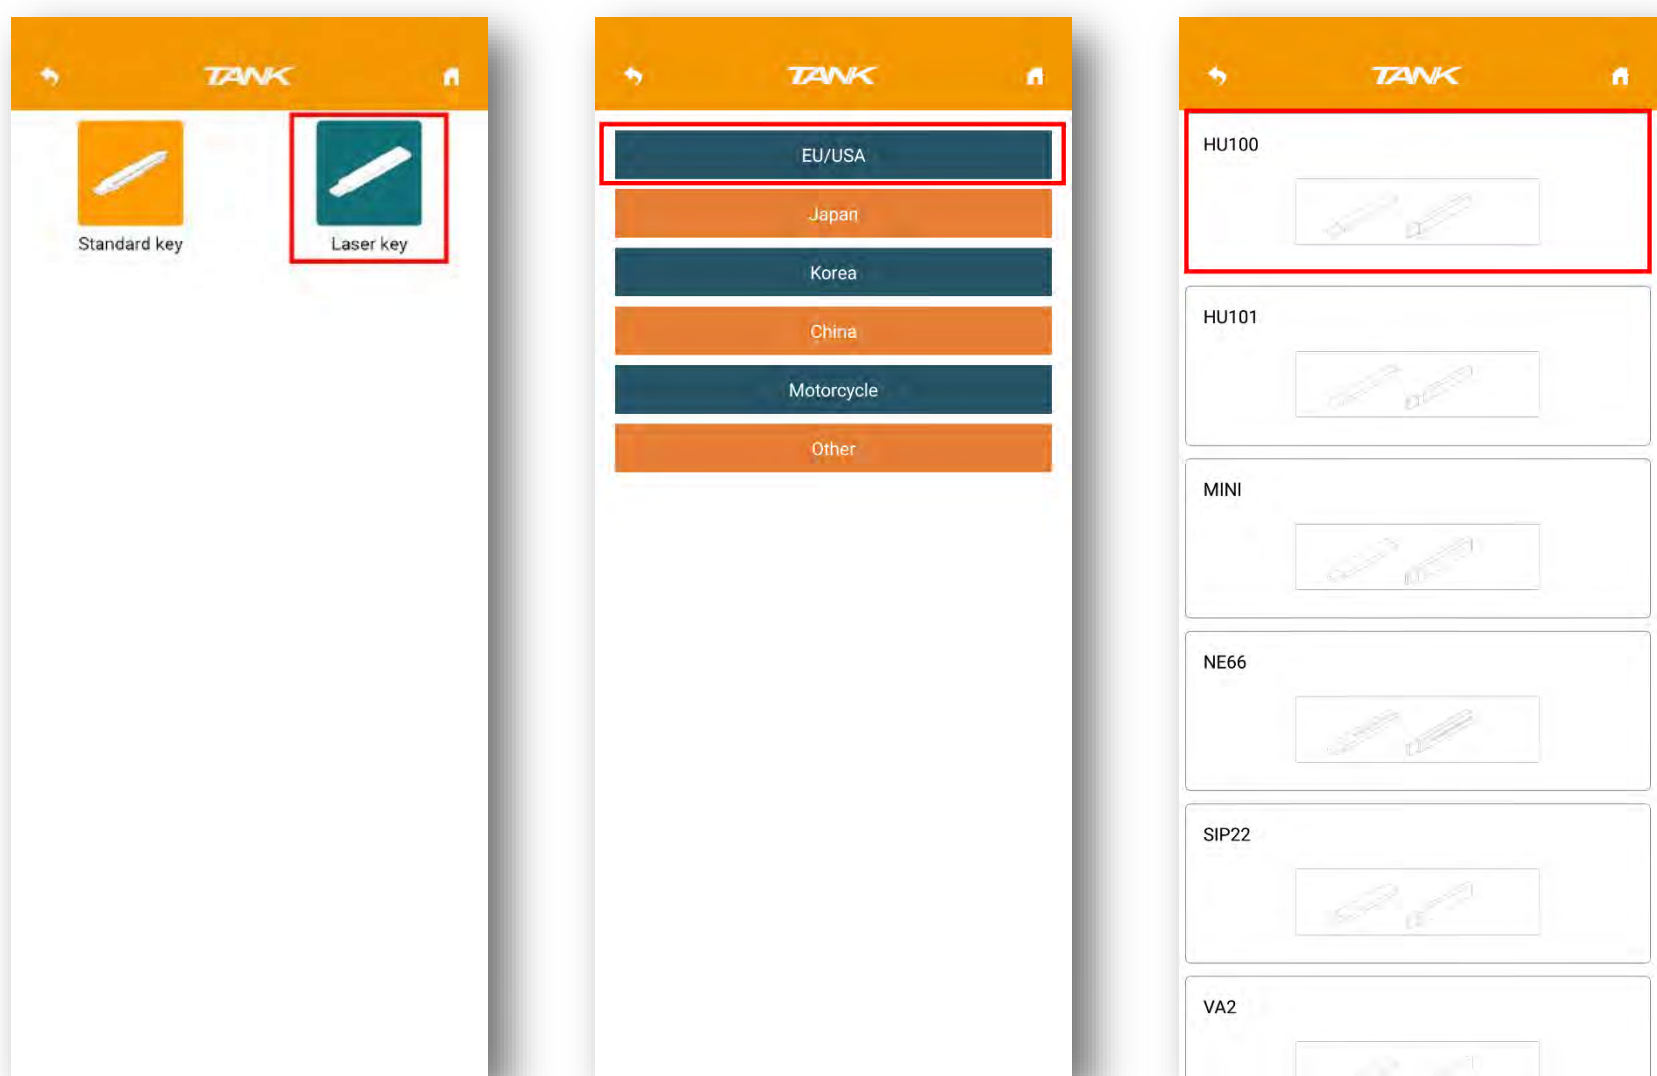 TANK
Standard key
Laser key
TANK
EU/USA
Japan
Korea
China
Motorcycle
Other
TANK
HU100
HU101
MINI
NE66
SIP22
VA2